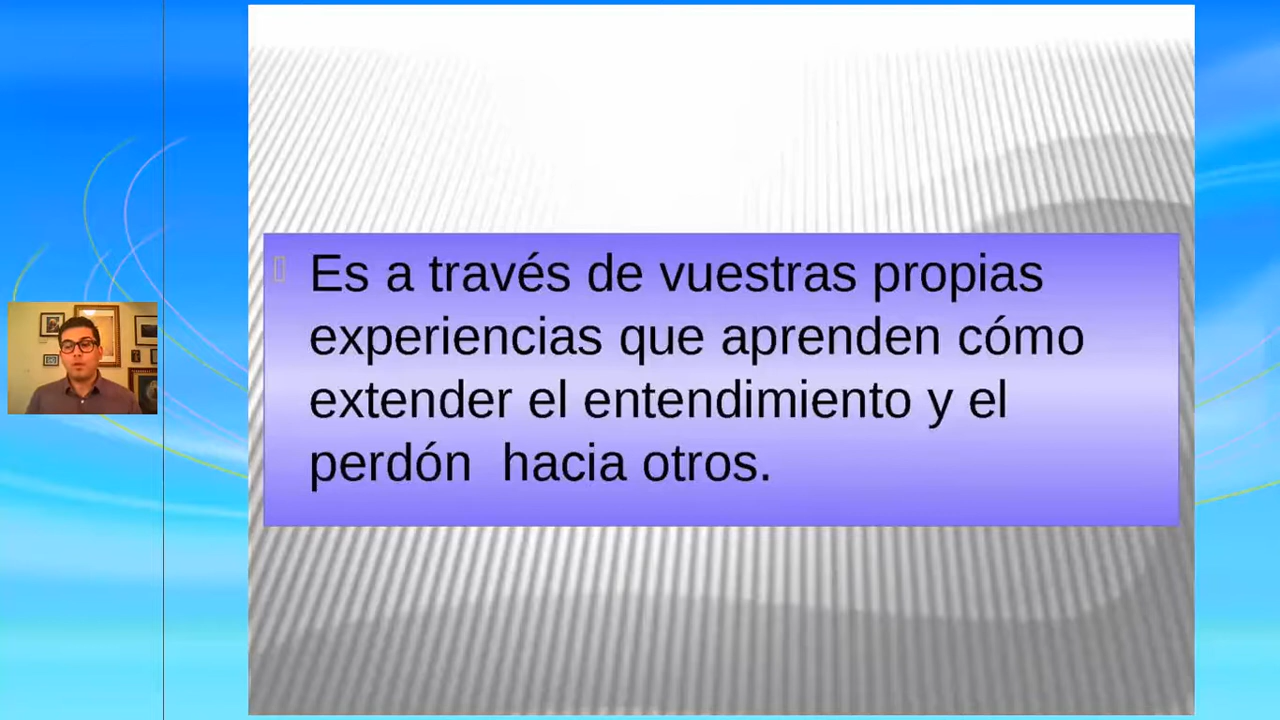 Es a través de vuestras propias
experiencias que aprenden cómo
extender el entendimiento y el
perdón  hacia otros.